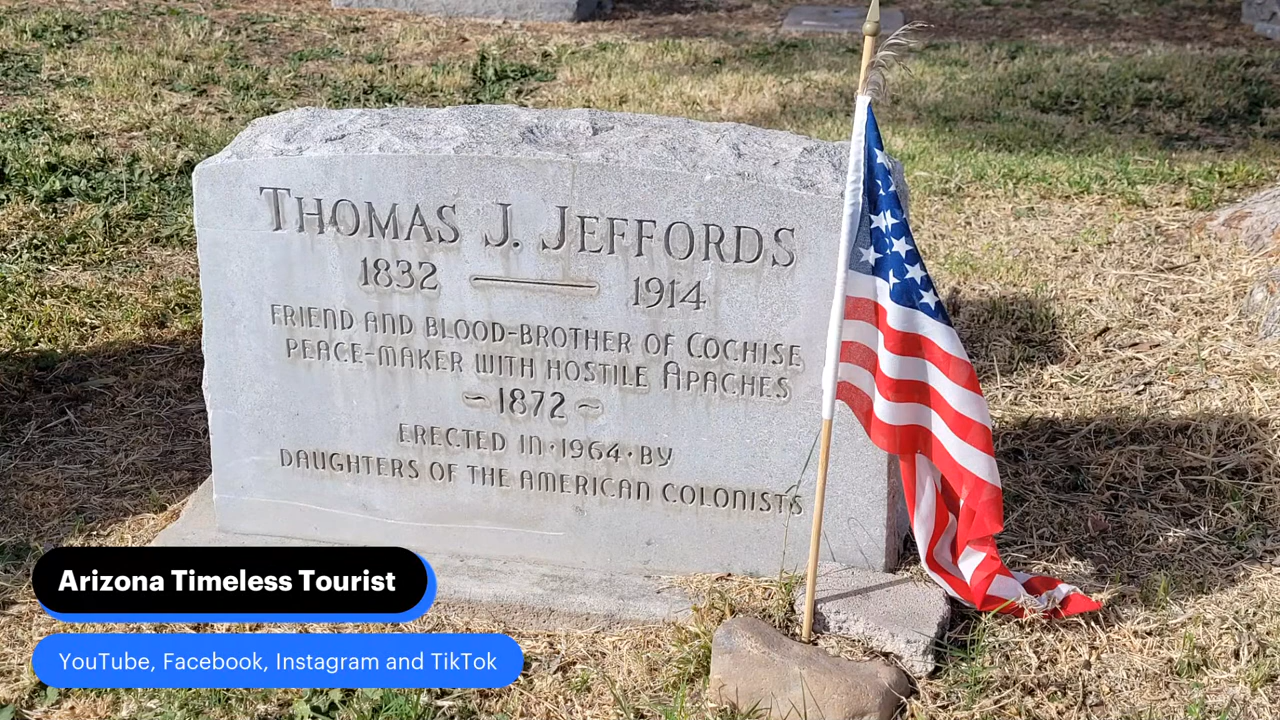 THOMAS J. JEFFORDS
1832 — 1914
FRIEND AND BLOOD-BROTHER OF COCHISE
PEACE-MAKER WITH HOSTILE APACHES
~1872~
ERECTED IN·1964·BY
DAUGHTERS OF THE AMERICAN COLONISTS
Arizona Timeless Tourist
YouTube, Facebook, Instagram and TikTok